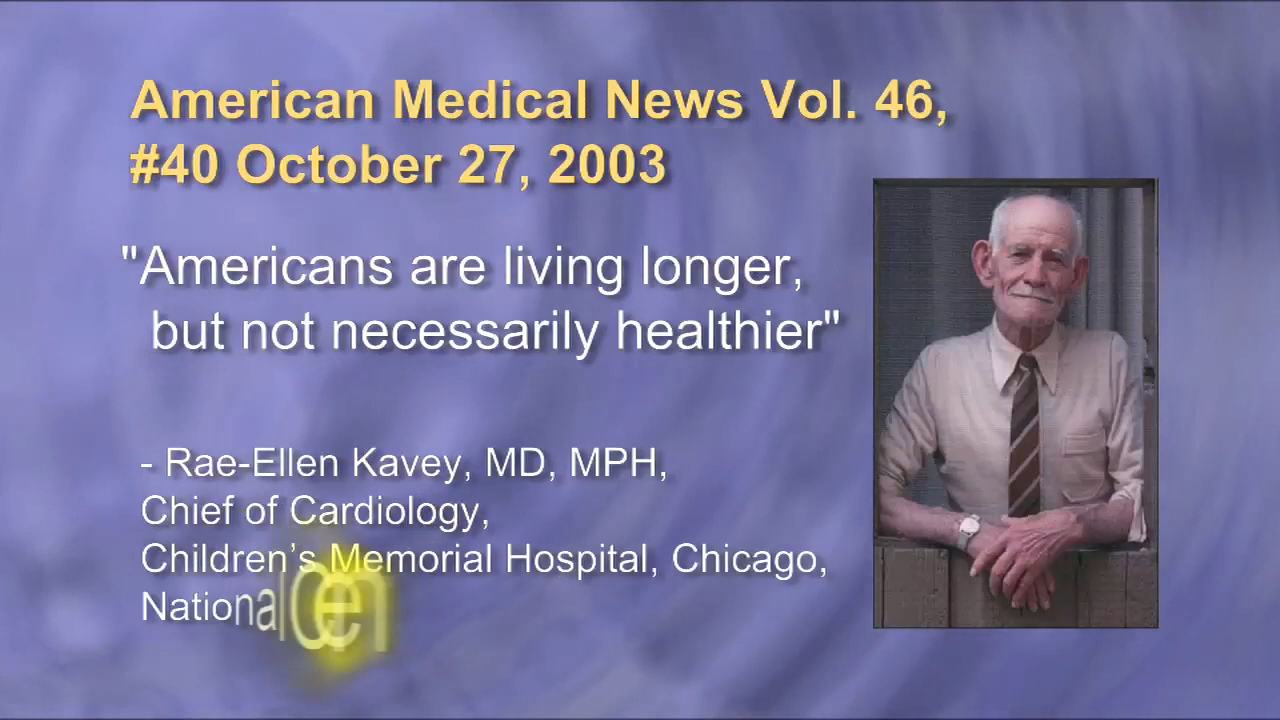 American Medical News Vol. 46,
#40 October 27, 2003
"Americans are living longer,
but not necessarily healthier"
- Rae-Ellen Kavey, MD, MPH,
Chief of Cardiology,
Children’s Memorial Hospital, Chicago,
National